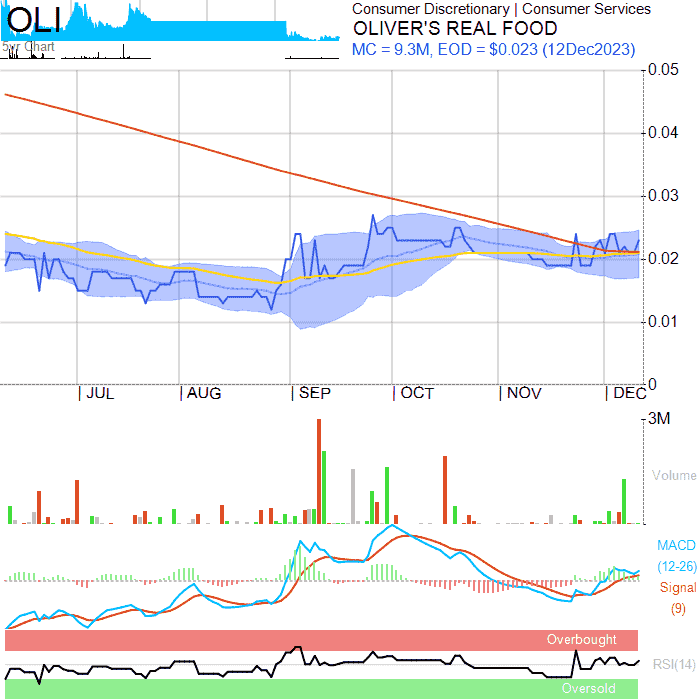 OLI
5yr Chart
Consumer Discretionary | Consumer Services
OLIVER'S REAL FOOD
MC = 9.3M, EOD = $0.023 (12Dec2023)
0.05
0.04
0.03
0.02
0.01
0
| JUL | AUG | SEP | OCT | NOV | DEC
3M
Volume
MACD
(12-26)
Signal
(9)
Overbought
RSI(14)
Oversold